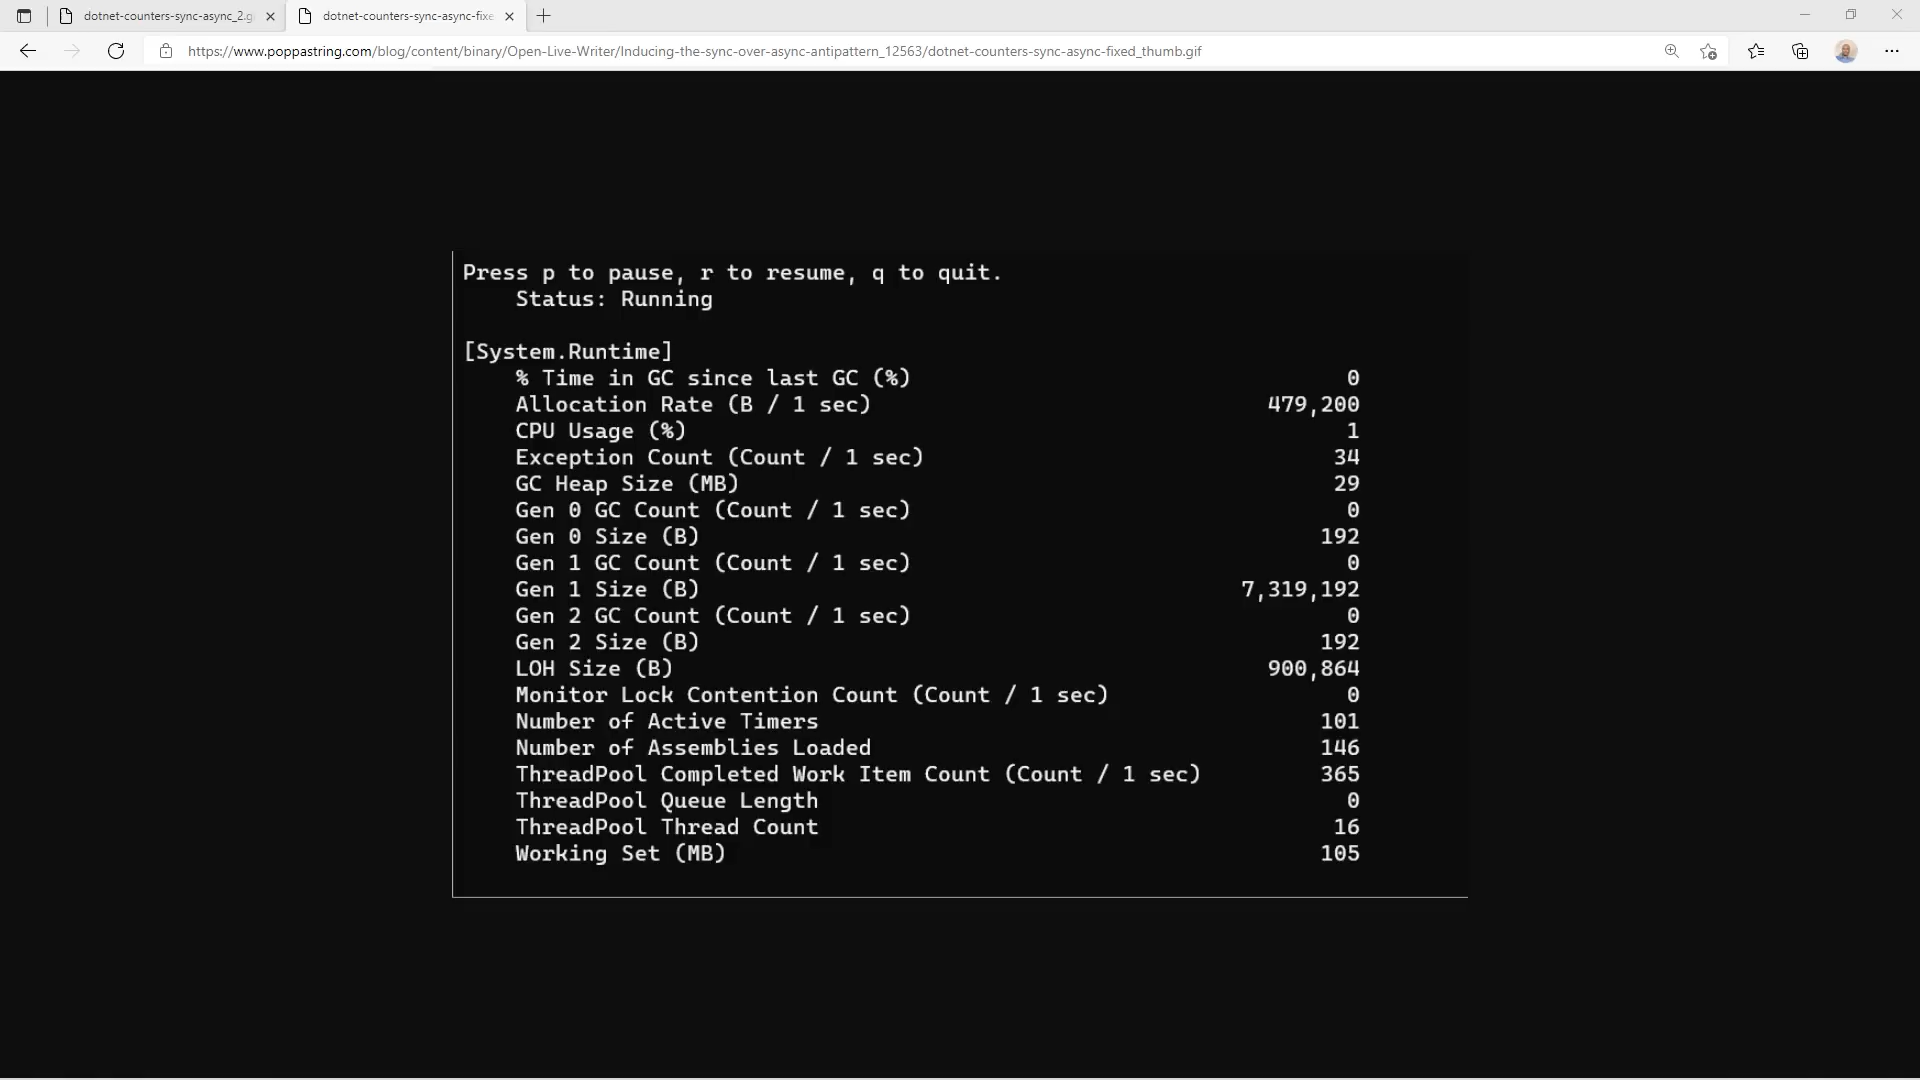 dotnet-counters-sync-async_2.g
dotnet-counters-sync-async-fixe
https://www.poppastring.com/blog/content/binary/Open-Live-Writer/Inducing-the-sync-over-async-antipattern_12563/dotnet-counters-sync-async-fixed_thumb.gif
Press p to pause, r to resume, q to quit.
Status: Running
[System.Runtime]
% Time in GC since last GC (%) 0
Allocation Rate (B / 1 sec) 479,200
CPU Usage (%) 1
Exception Count (Count / 1 sec) 34
GC Heap Size (MB) 29
Gen 0 GC Count (Count / 1 sec) 0
Gen 0 Size (B) 192
Gen 1 GC Count (Count / 1 sec) 0
Gen 1 Size (B) 7,319,192
Gen 2 GC Count (Count / 1 sec) 0
Gen 2 Size (B) 192
LOH Size (B) 900,864
Monitor Lock Contention Count (Count / 1 sec) 0
Number of Active Timers 101
Number of Assemblies Loaded 146
ThreadPool Completed Work Item Count (Count / 1 sec) 365
ThreadPool Queue Length 0
ThreadPool Thread Count 16
Working Set (MB) 105